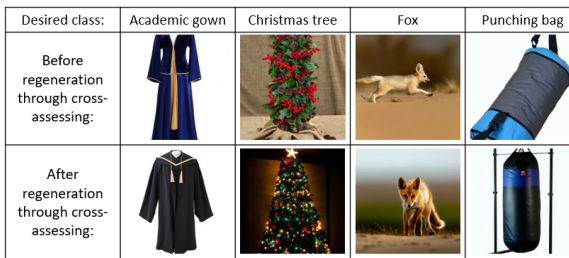 Desired class: Academic gown Christmas tree Fox Punching bag
Before
regeneration
through cross-
assessing:
After
regeneration
through cross-
assessing: